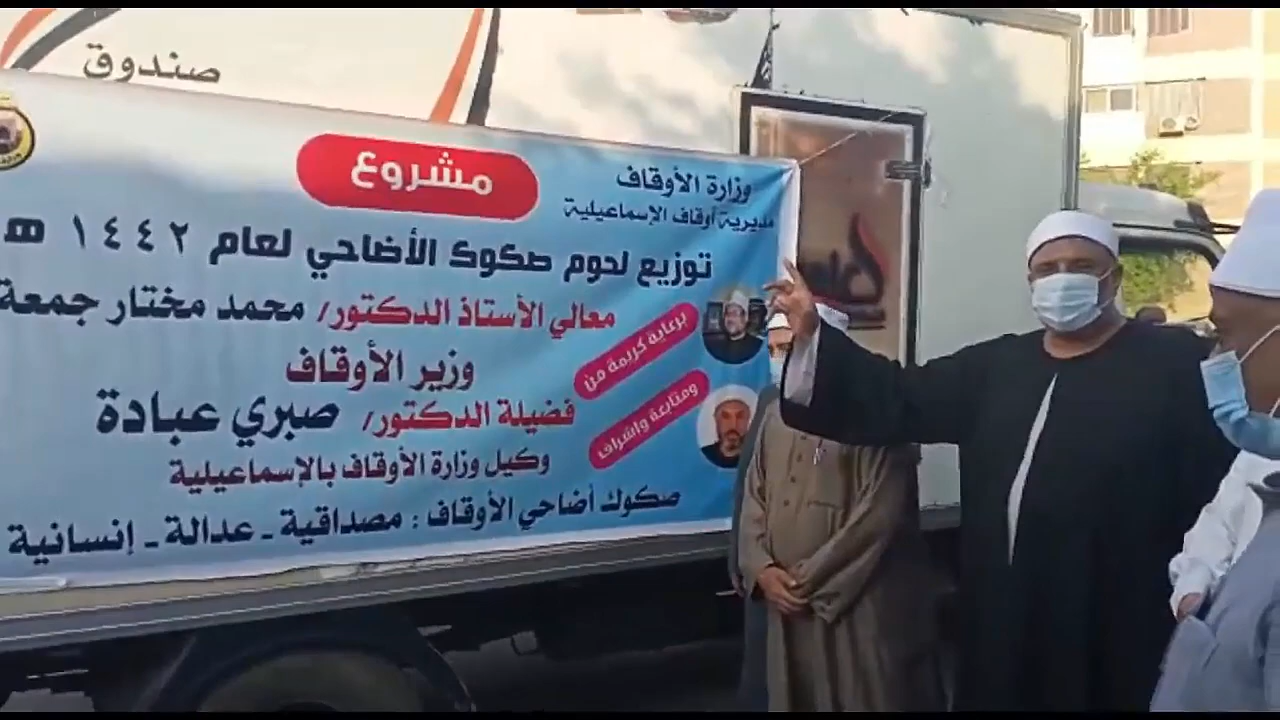 صندوق
وزارة الأوقاف
مديرية أوقاف الإسماعيلية
مشروع
توزيع لحوم صكوك الأضاحي لعام ١٤٤٢ هـ
برعاية كريمة من
معالي الأستاذ الدكتور/ محمد مختار جمعة
وزير الأوقاف
ومتابعة وإشراف
فضيلة الدكتور/ صبري عبادة
وكيل وزارة الأوقاف بالإسماعيلية
صكوك أضاحي الأوقاف : مصداقية - عدالة - إنسانية